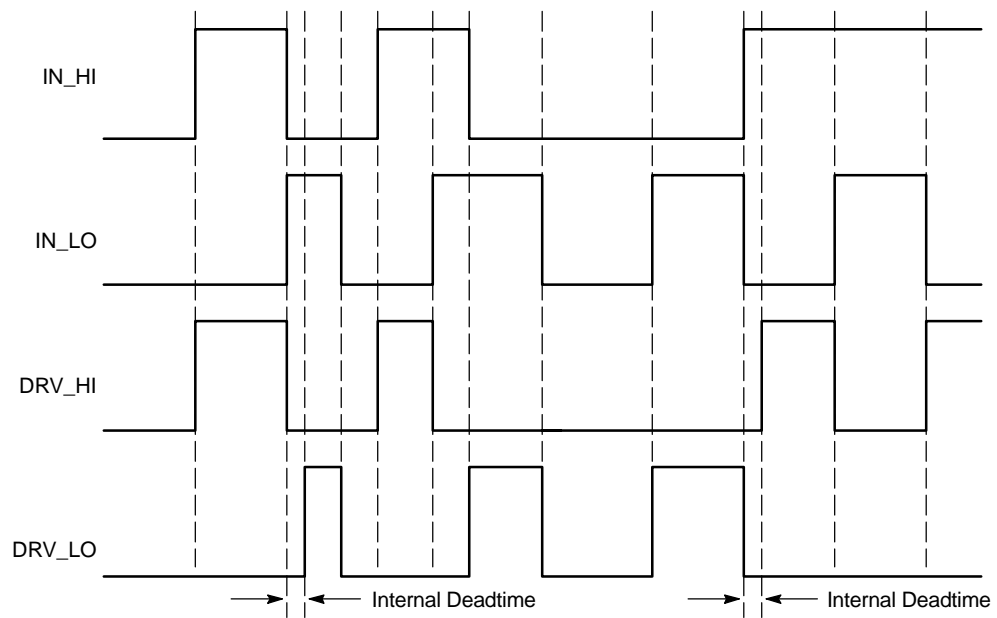 IN_HI
IN_LO
DRV_HI
DRV_LO
Internal Deadtime
Internal Deadtime